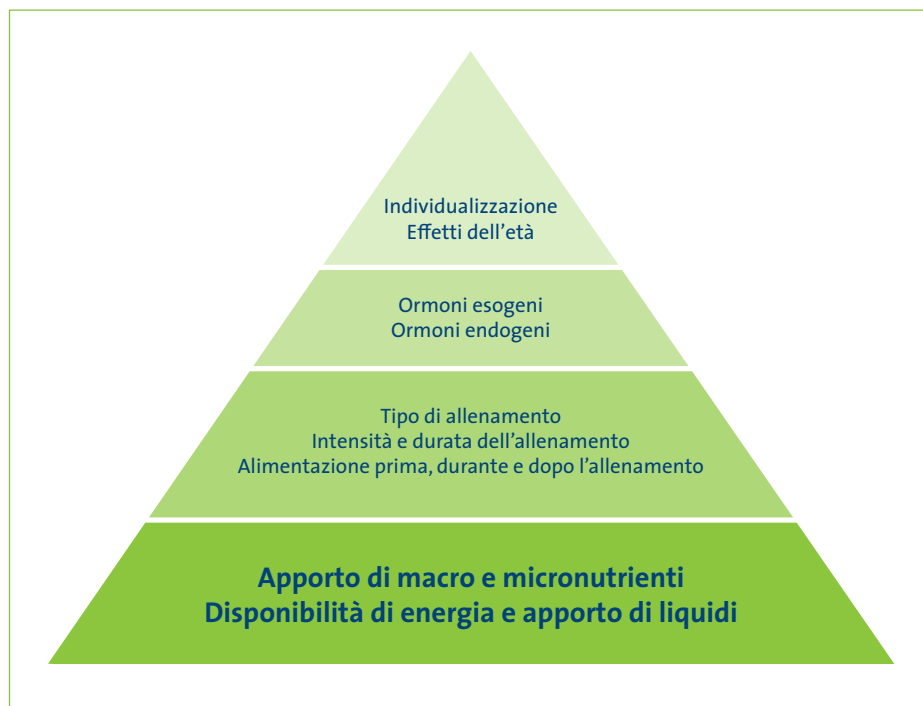 Individualizzazione
Effetti dell’età
Ormoni esogeni
Ormoni endogeni
Tipo di allenamento
Intensità e durata dell’allenamento
Alimentazione prima, durante e dopo l’allenamento
Apporto di macro e micronutrienti
Disponibilità di energia e apporto di liquidi